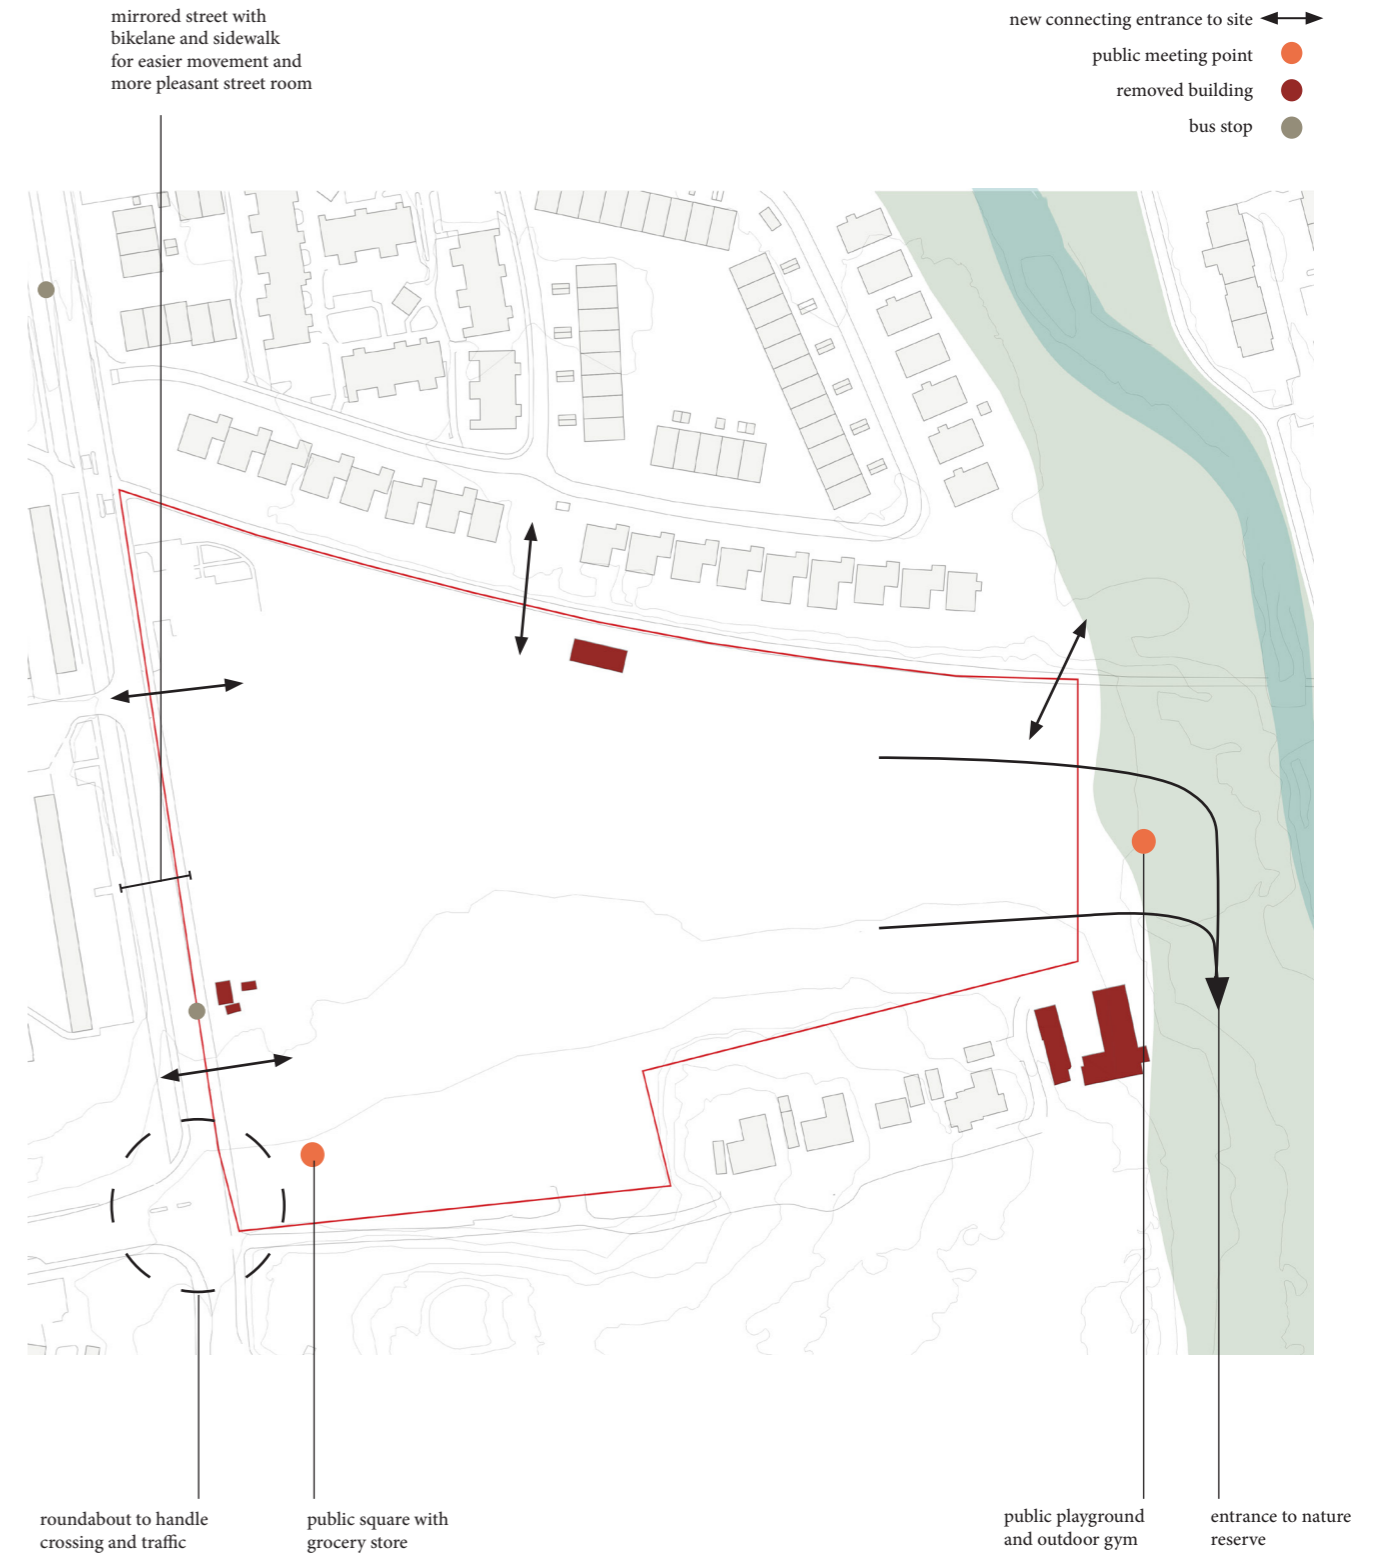 mirrored street with
bikelane and sidewalk
for easier movement and
more pleasant street room
new connecting entrance to site
public meeting point
removed building
bus stop
roundabout to handle
crossing and traffic
public square with
grocery store
public playground
and outdoor gym
entrance to nature
reserve